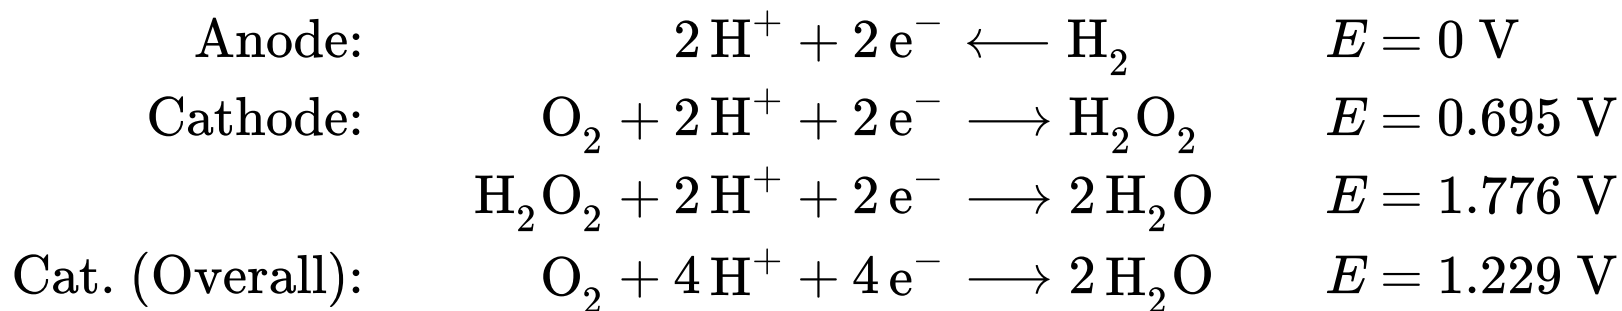 Anode: 2 H⁺ + 2 e⁻ ⟵ H₂ E = 0 V
Cathode: O₂ + 2 H⁺ + 2 e⁻ ⟶ H₂O₂ E = 0.695 V
H₂O₂ + 2 H⁺ + 2 e⁻ ⟶ 2 H₂O E = 1.776 V
Cat. (Overall): O₂ + 4 H⁺ + 4 e⁻ ⟶ 2 H₂O E = 1.229 V